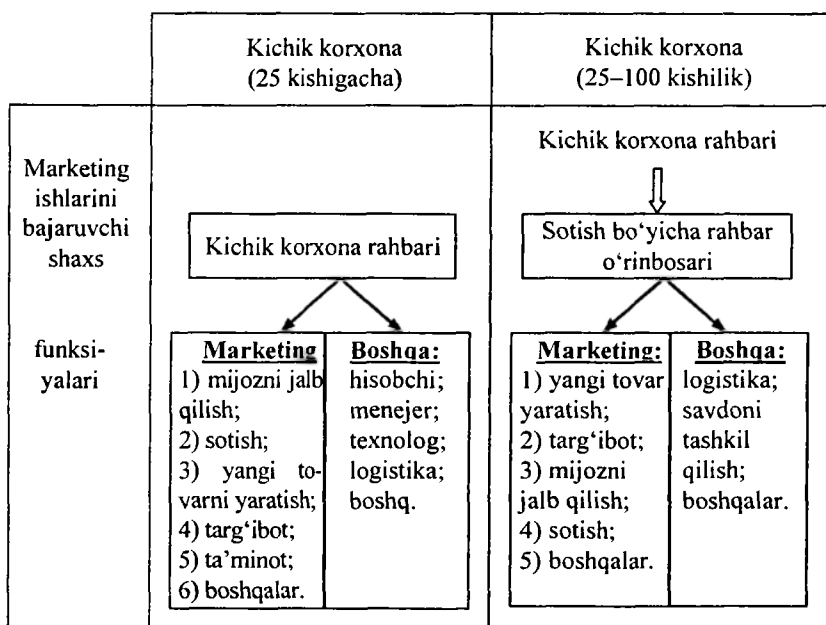 Kichik korxona
(25 kishigacha)
Kichik korxona
(25–100 kishilik)
Marketing
ishlarini
bajaruvchi
shaxs
funksi-
yalari
Kichik korxona rahbari
Marketing
1) mijozni jalb
qilish;
2) sotish;
3) yangi to-
varni yaratish;
4) targ‘ibot;
5) ta’minot;
6) boshqalar.
Boshqa:
hisobchi;
menejer;
texnolog;
logistika;
boshq.
Kichik korxona rahbari
Sotish bo‘yicha rahbar
o‘rinbosari
Marketing:
1) yangi tovar
yaratish;
2) targ‘ibot;
3) mijozni
jalb qilish;
4) sotish;
5) boshqalar.
Boshqa:
logistika;
savdoni
tashkil
qilish;
boshqalar.